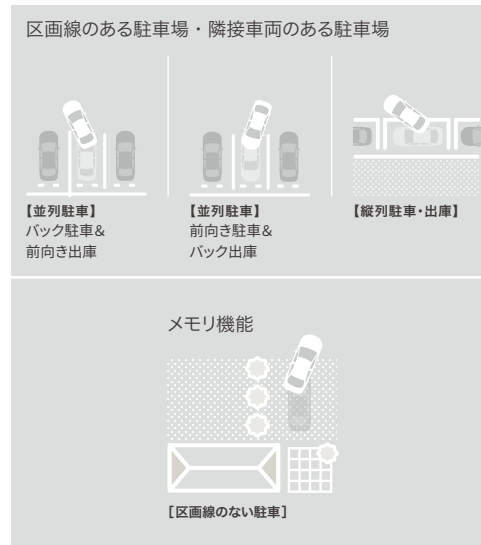 区画線のある駐車場・隣接車両のある駐車場
【並列駐車】
バック駐車&
前向き出庫
【並列駐車】
前向き駐車&
バック出庫
【縦列駐車・出庫】
メモリ機能
［区画線のない駐車］